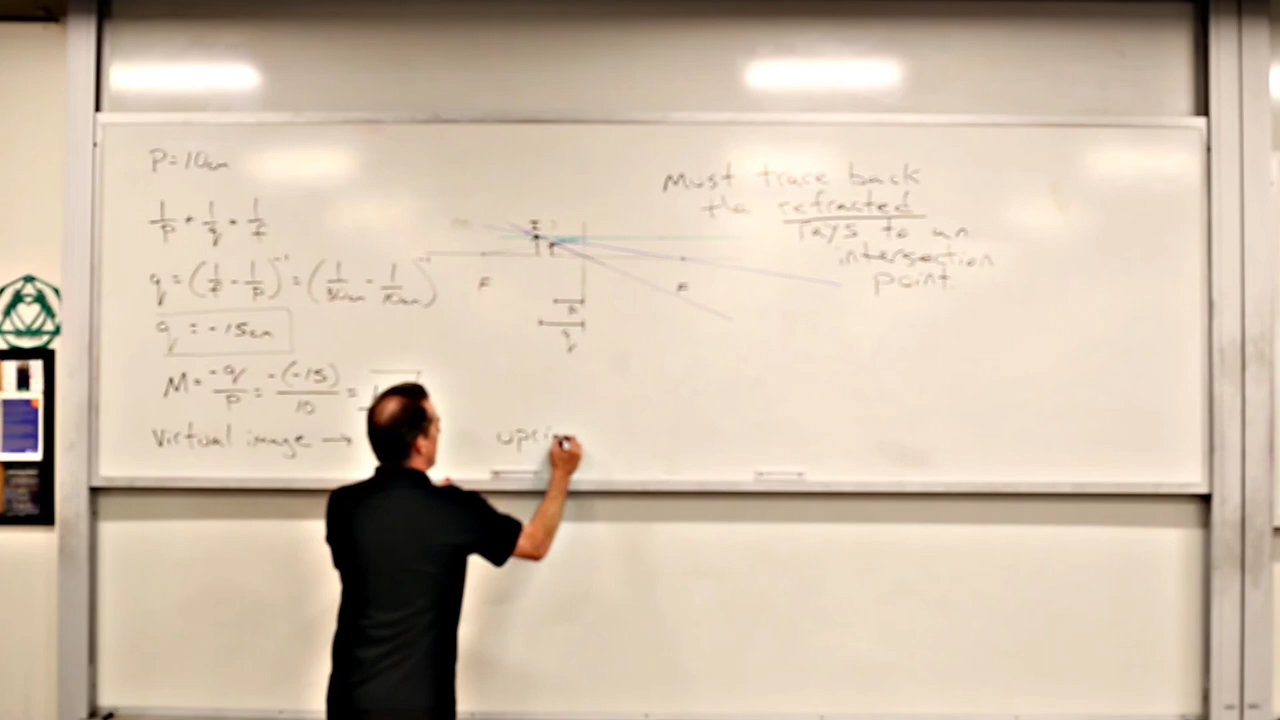 P=10cm
1/p + 1/q = 1/f
q = (1/f - 1/p)⁻¹ = (1/30cm - 1/10cm)⁻¹
q = -15cm
M = -q/p = -(-15)/10 =
Virtual image →
upri
I
F
F
p
q
Must trace back
the refracted
rays to an
intersection
point.